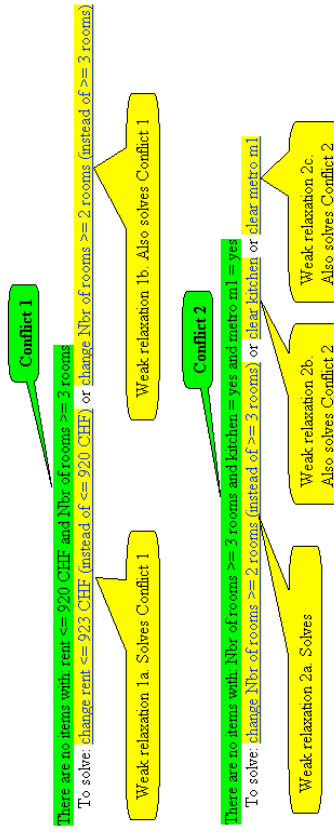 Conflict 1
There are no items with: rent <= 920 CHF and Nbr of rooms >= 3 rooms
To solve: change rent <= 923 CHF (instead of <= 920 CHF) or change Nbr of rooms >= 2 rooms (instead of >= 3 rooms)
Weak relaxation 1a. Solves Conflict 1
Weak relaxation 1b. Also solves Conflict 1
Conflict 2
There are no items with: Nbr of rooms >= 3 rooms and kitchen = yes and metro m1 = yes
To solve: change Nbr of rooms >= 2 rooms (instead of >= 3 rooms) or clear kitchen or clear metro m1
Weak relaxation 2a. Solves
Weak relaxation 2b.
Also solves Conflict 2
Weak relaxation 2c.
Also solves Conflict 2